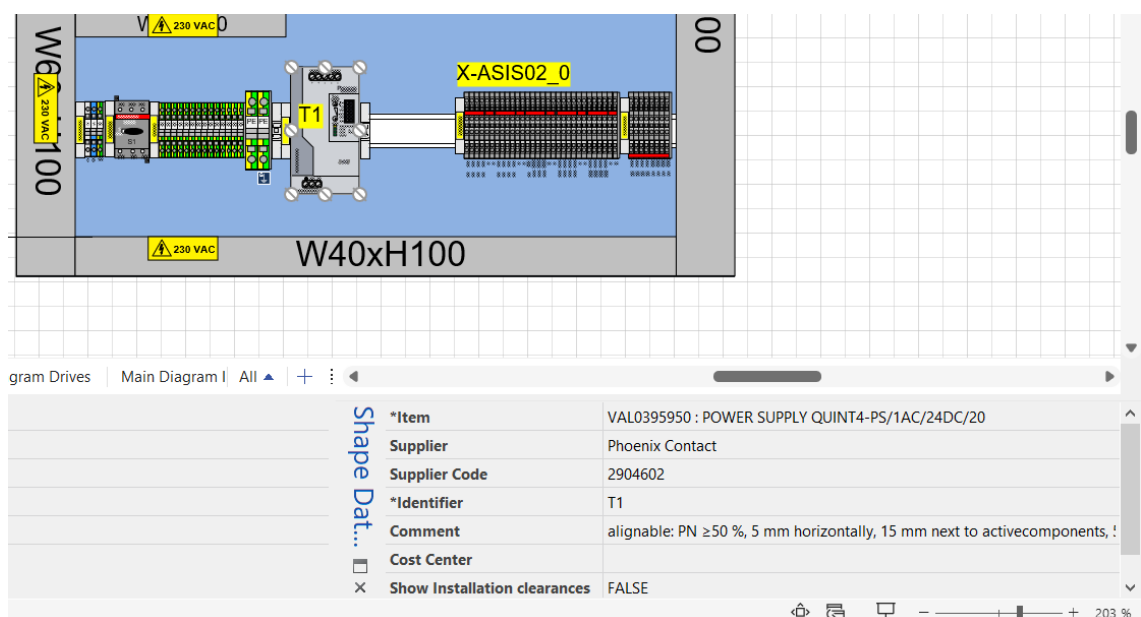 230 VAC
00
W6
230 VAC
100
X-ASIS02_0
T1
S1
PE PE
230 VAC
W40xH100
gram Drives
Main Diagram I
All
Shape Dat...
*Item
VAL0395950 : POWER SUPPLY QUINT4-PS/1AC/24DC/20
Supplier
Phoenix Contact
Supplier Code
2904602
*Identifier
T1
Comment
alignable: PN ≥50 %, 5 mm horizontally, 15 mm next to activecomponents,
Cost Center
Show Installation clearances
FALSE
203 %